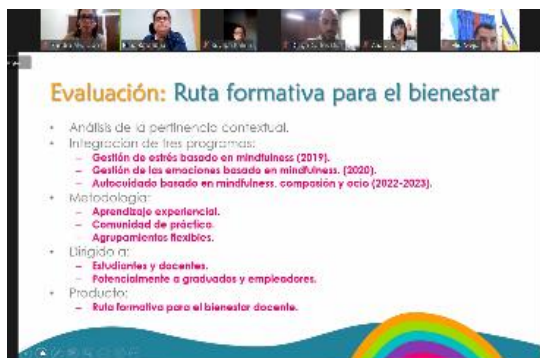 Evaluación: Ruta formativa para el bienestar
• Análisis de la pertinencia contextual.
• Integración de tres programas:
– Gestión de estrés basado en mindfulness (2019).
– Gestión de las emociones basado en mindfulness. (2020).
– Autocuidado basado en mindfulness, compasión y ocio (2022-2023).
• Metodología:
– Aprendizaje experiencial.
– Comunidad de práctica.
– Agrupamientos flexibles.
• Dirigido a:
– Estudiantes y docentes.
– Potencialmente a graduados y empleadores.
• Producto:
– Ruta formativa para el bienestar docente.